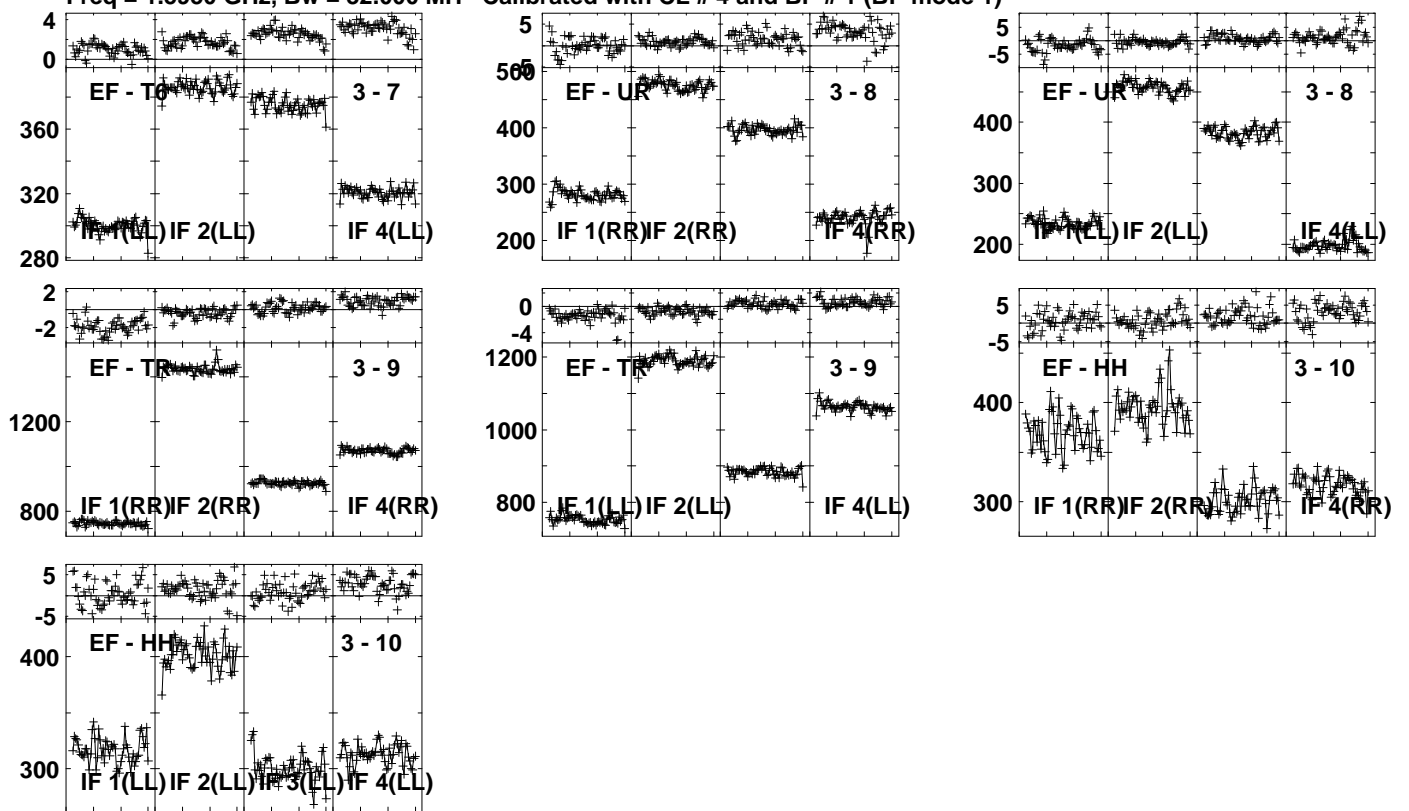 Freq = GHz, Bw = MH Calibrated with CL # 4 and BP # 1 (BP mode 1)
4
0
EF - T6
3 - 7
360
320
280
IF 1(LL)
IF 2(LL)
IF 4(LL)
5
-5
500
EF - UR
3 - 8
400
300
200
IF 1(RR)
IF 2(RR)
IF 4(RR)
5
-5
EF - UR
3 - 8
400
300
200
IF 1(LL)
IF 2(LL)
IF 4(LL)
2
-2
EF - TR
3 - 9
1200
800
IF 1(RR)
IF 2(RR)
IF 4(RR)
0
-4
1200
EF - TR
3 - 9
1000
800
IF 1(LL)
IF 2(LL)
IF 4(LL)
5
-5
EF - HH
3 - 10
400
300
IF 1(RR)
IF 2(RR)
IF 4(RR)
5
-5
EF - HH
3 - 10
400
300
IF 1(LL)
IF 2(LL)
IF 3(LL)
IF 4(LL)